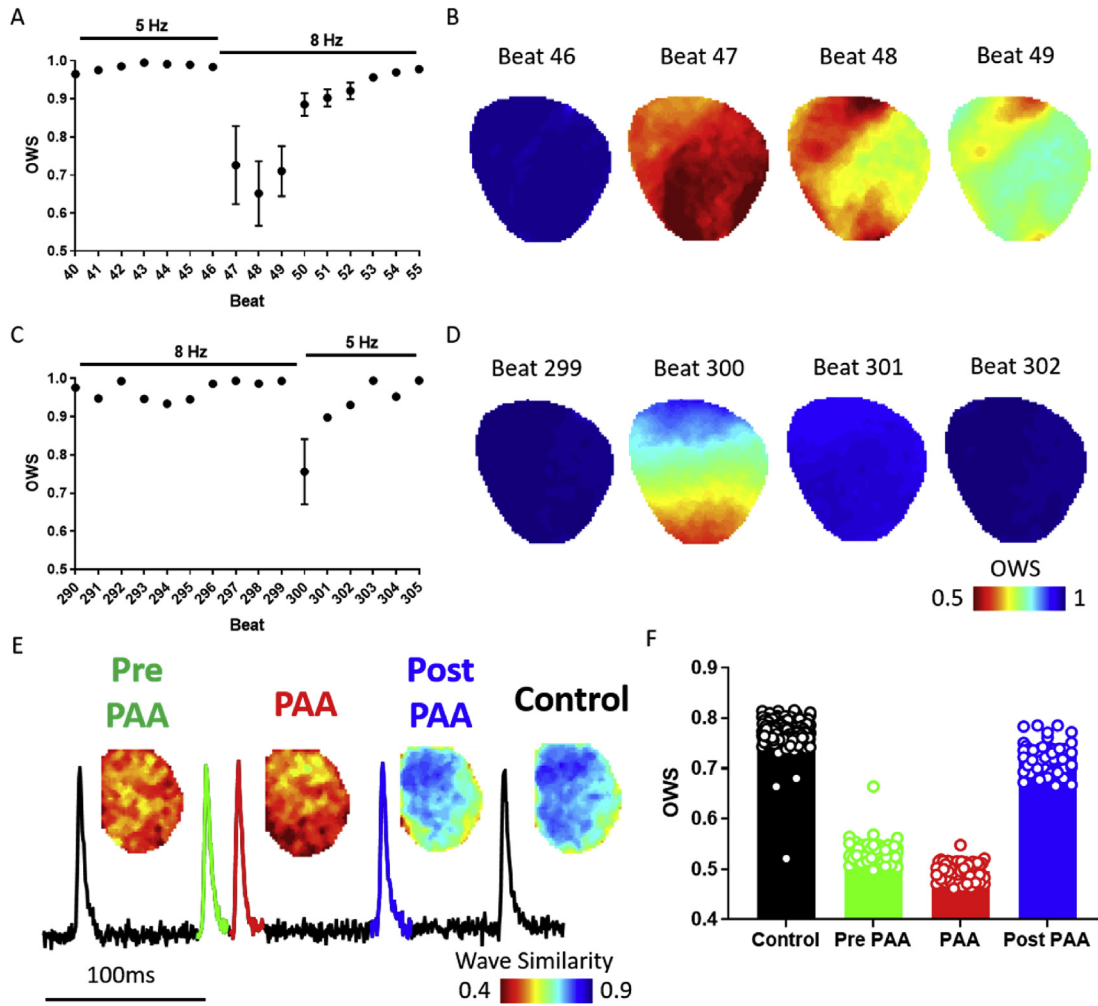 A
5 Hz
8 Hz
1.0
0.9
0.8
0.7
0.6
0.5
OWS
40
41
42
43
44
45
46
47
48
49
50
51
52
53
54
55
Beat
B
Beat 46
Beat 47
Beat 48
Beat 49
C
8 Hz
5 Hz
1.0
0.9
0.8
0.7
0.6
0.5
OWS
290
291
292
293
294
295
296
297
298
299
300
301
302
303
304
305
Beat
D
Beat 299
Beat 300
Beat 301
Beat 302
OWS
0.5
1
E
Pre
PAA
PAA
Post
PAA
Control
100ms
Wave Similarity
0.4
0.9
F
0.9
0.8
0.7
0.6
0.5
0.4
OWS
Control
Pre PAA
PAA
Post PAA